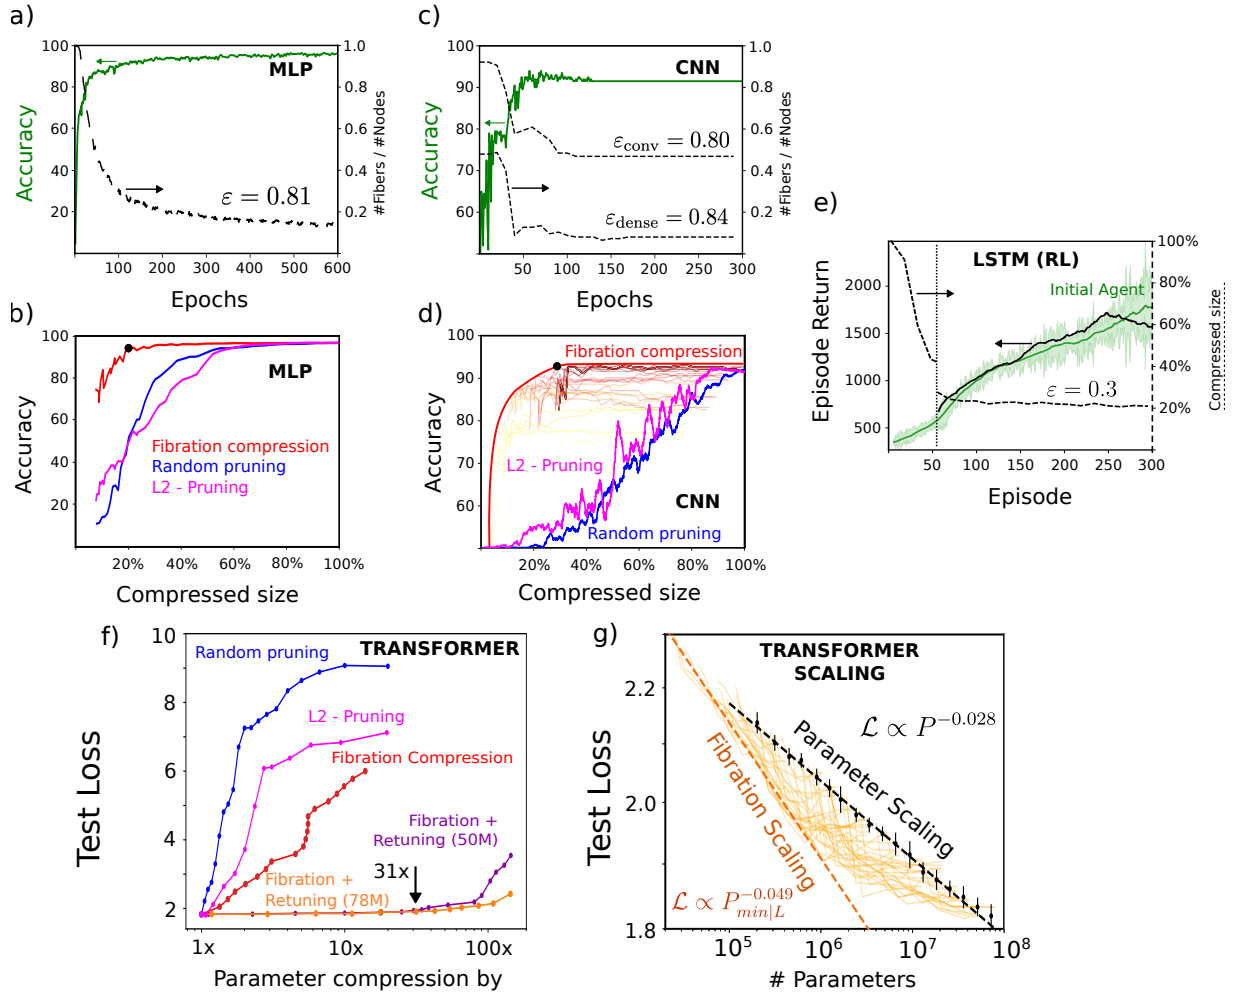 a)
MLP
Accuracy
100
80
60
40
20
1.0
0.8
0.6
0.4
0.2
#Fibers / #Nodes
ε = 0.81
100 200 300 400 500 600
Epochs
c)
CNN
Accuracy
100
90
80
70
60
1.0
0.8
0.6
0.4
0.2
#Fibers / #Nodes
ε_conv = 0.80
ε_dense = 0.84
50 100 150 200 250 300
Epochs
b)
MLP
Accuracy
100
80
60
40
20
Fibration compression
Random pruning
L2 - Pruning
20% 40% 60% 80% 100%
Compressed size
d)
Fibration compression
Accuracy
100
90
80
70
60
L2 - Pruning
CNN
Random pruning
20% 40% 60% 80% 100%
Compressed size
e)
LSTM (RL)
Initial Agent
Episode Return
2000
1500
1000
500
100%
80%
60%
40%
20%
Compressed size
ε = 0.3
0 50 100 150 200 250 300
Episode
f)
TRANSFORMER
Test Loss
10
8
6
4
2
Random pruning
L2 - Pruning
Fibration Compression
Fibration +
Retuning (50M)
31x
Fibration +
Retuning (78M)
1x 10x 100x
Parameter compression by
g)
TRANSFORMER
SCALING
Test Loss
2.2
2.0
1.8
ℒ ∝ P^{-0.028}
Parameter Scaling
Fibration Scaling
ℒ ∝ P_{min|L}^{-0.049}
10^5 10^6 10^7 10^8
# Parameters